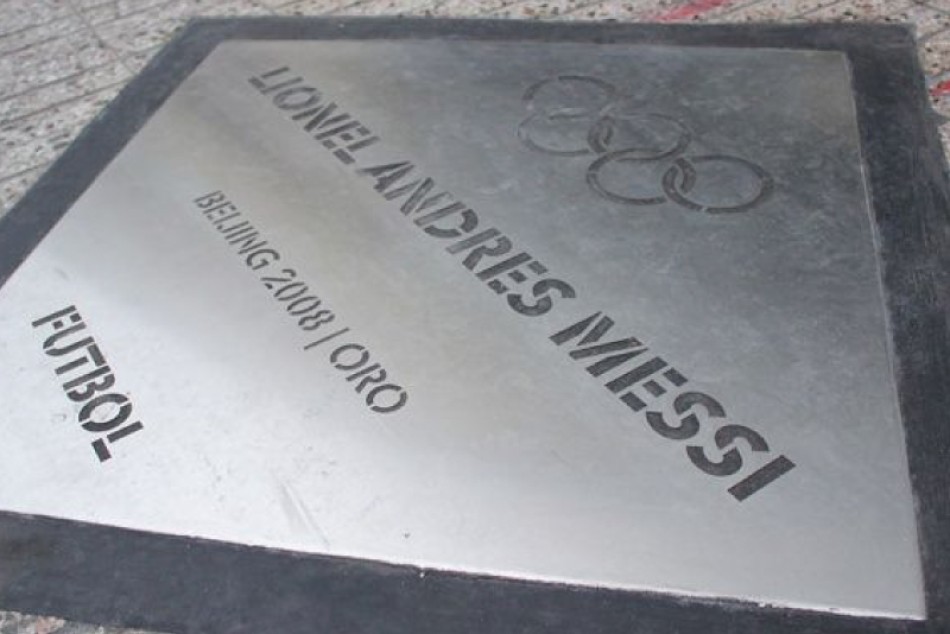 LIONEL ANDRES MESSI
BEIJING 2008 | ORO
FUTBOL